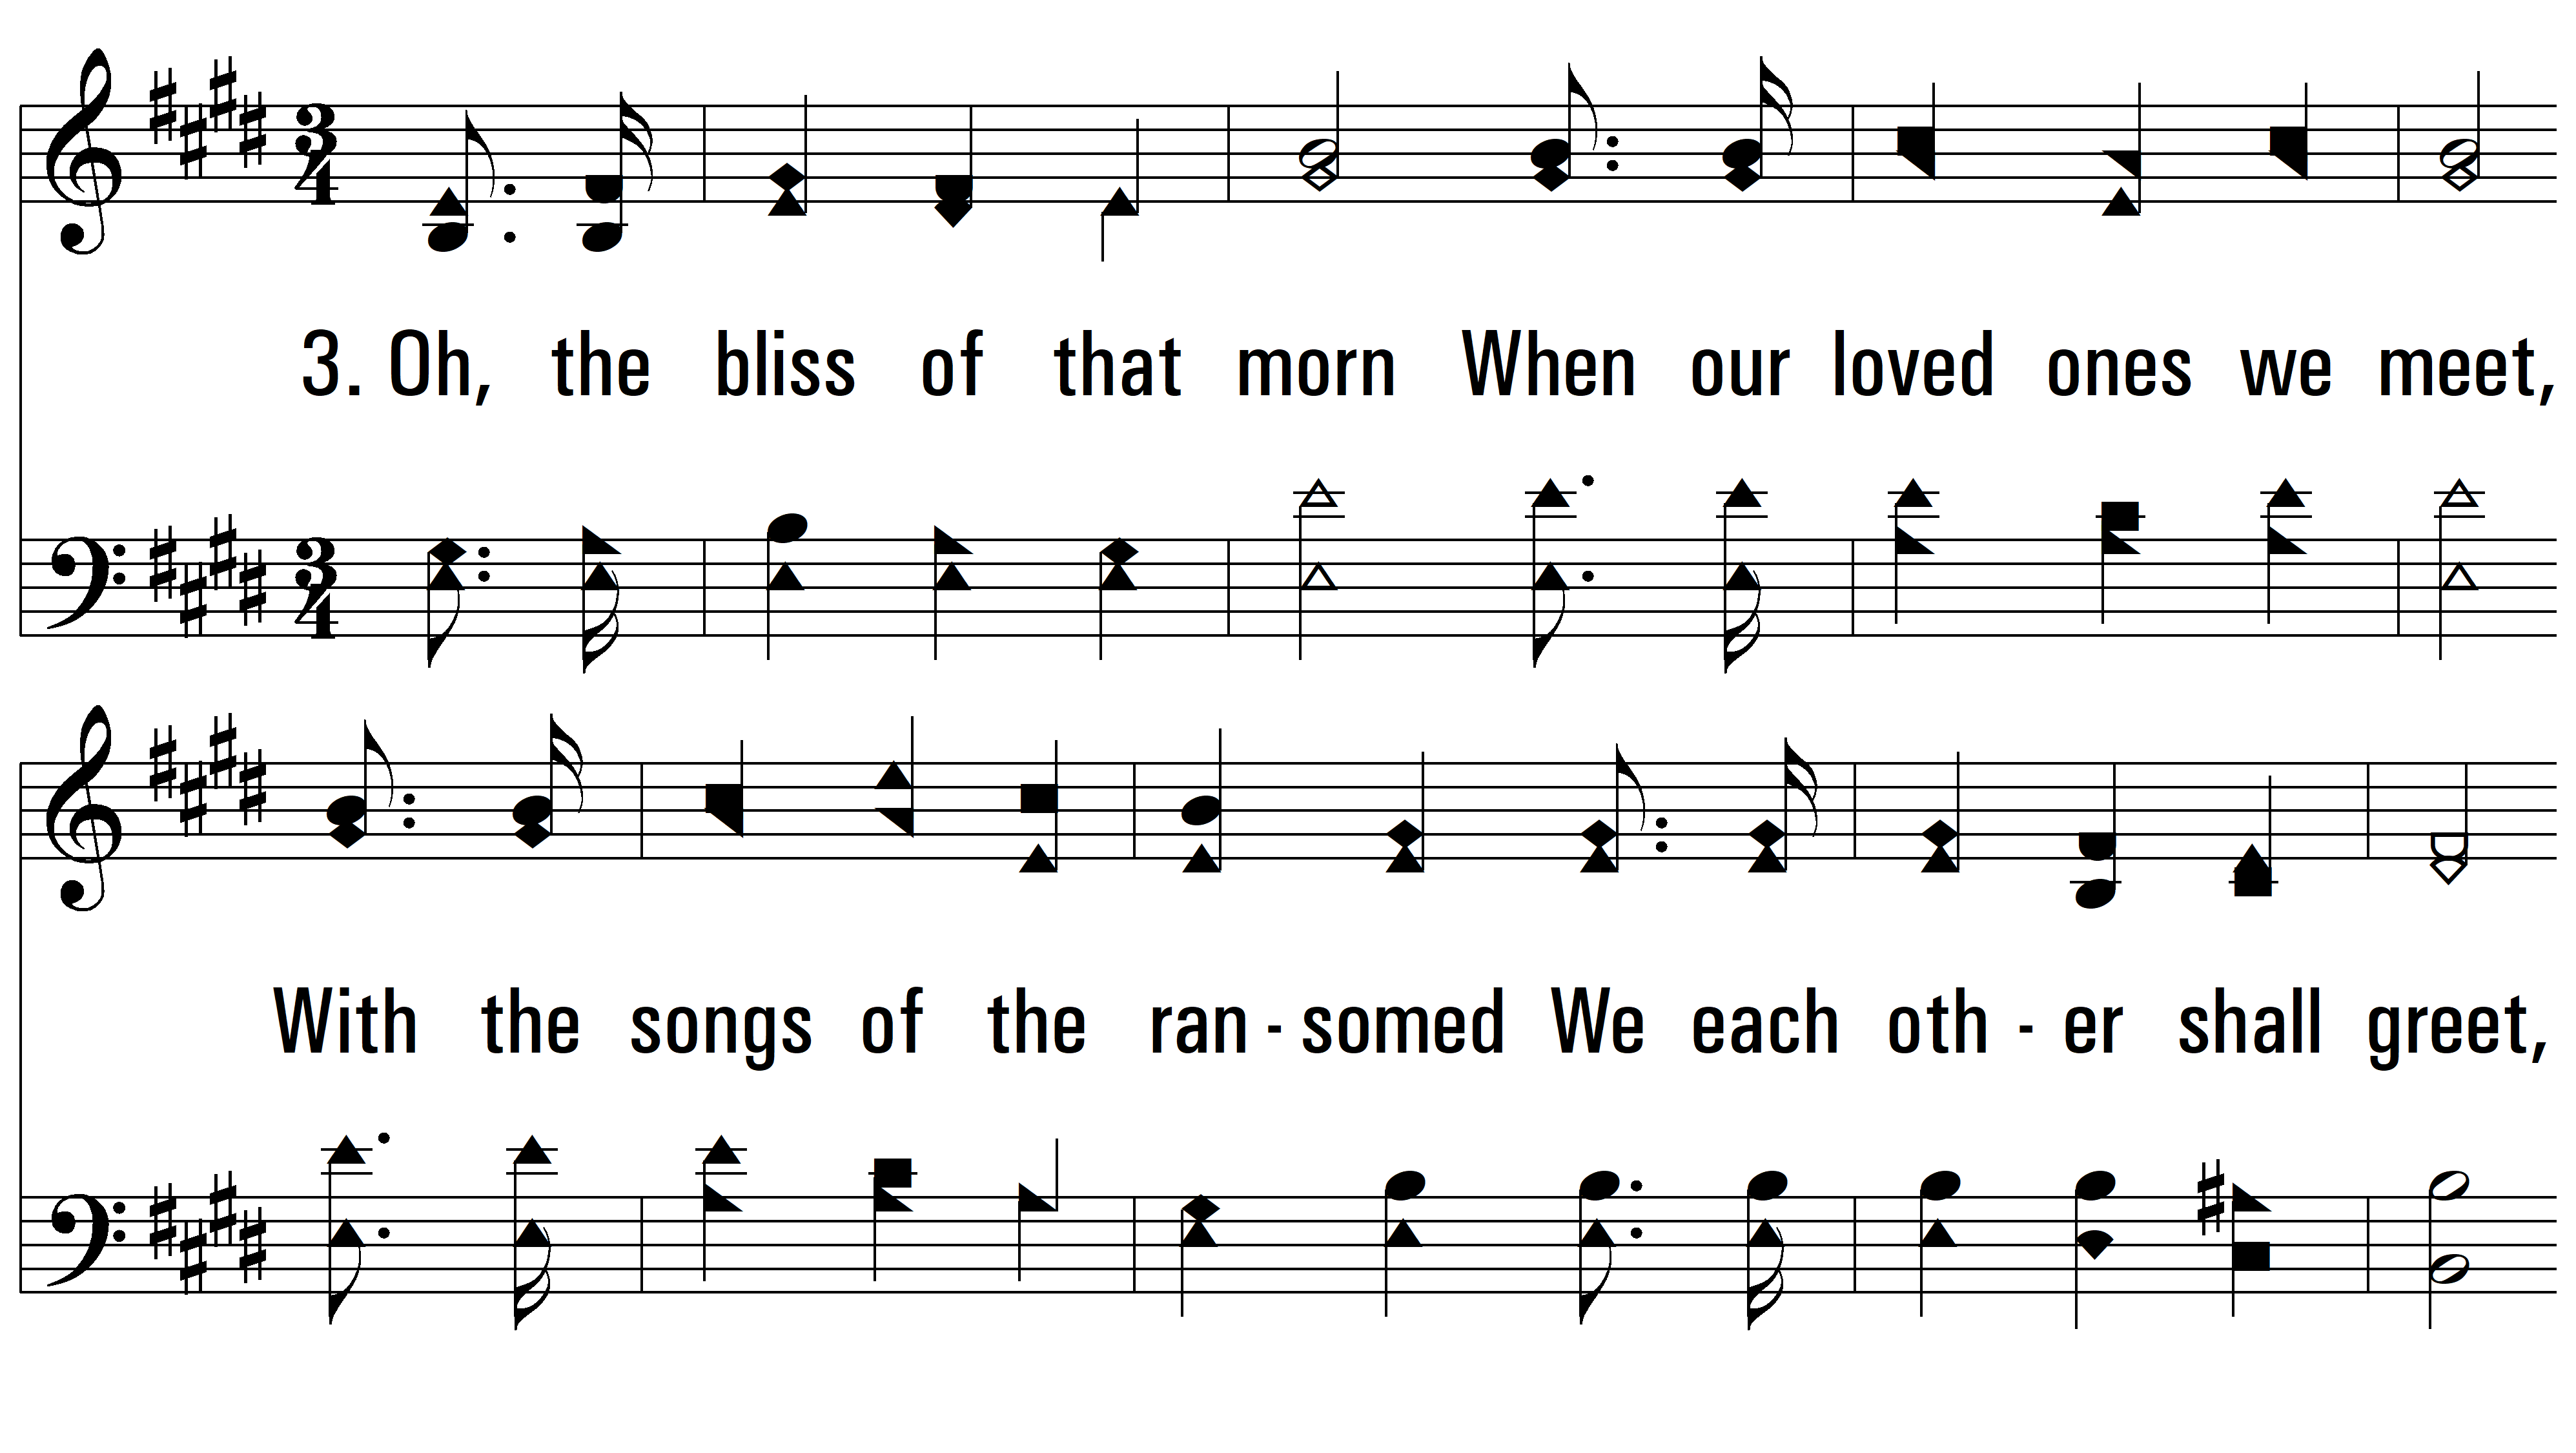 3. Oh, the bliss of that morn When our loved ones we meet,
With the songs of the ran - somed We each oth - er shall greet,